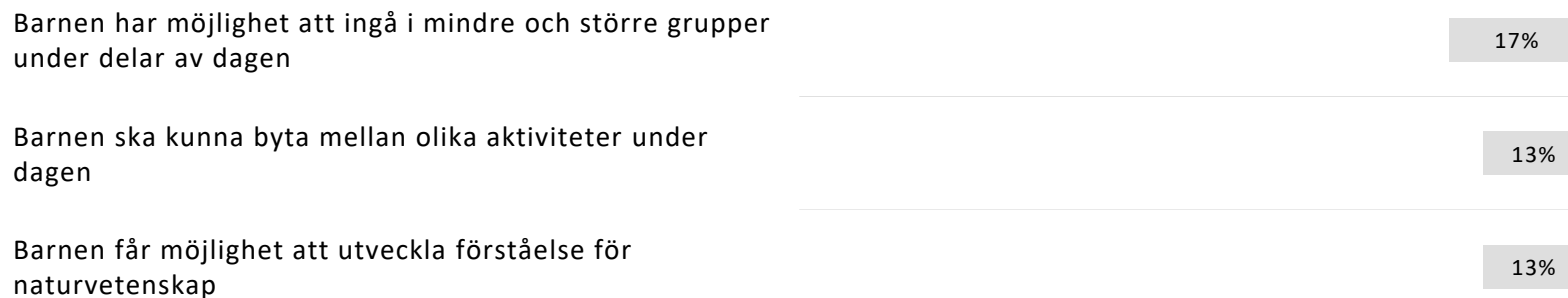 Barnen har möjlighet att ingå i mindre och större grupper
under delar av dagen
17%
Barnen ska kunna byta mellan olika aktiviteter under
dagen
13%
Barnen får möjlighet att utveckla förståelse för
naturvetenskap
13%